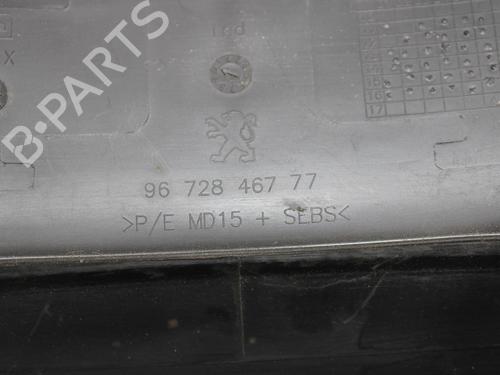 B-PARTS
96 728 467 77
>P/E MD15 + SEBS<